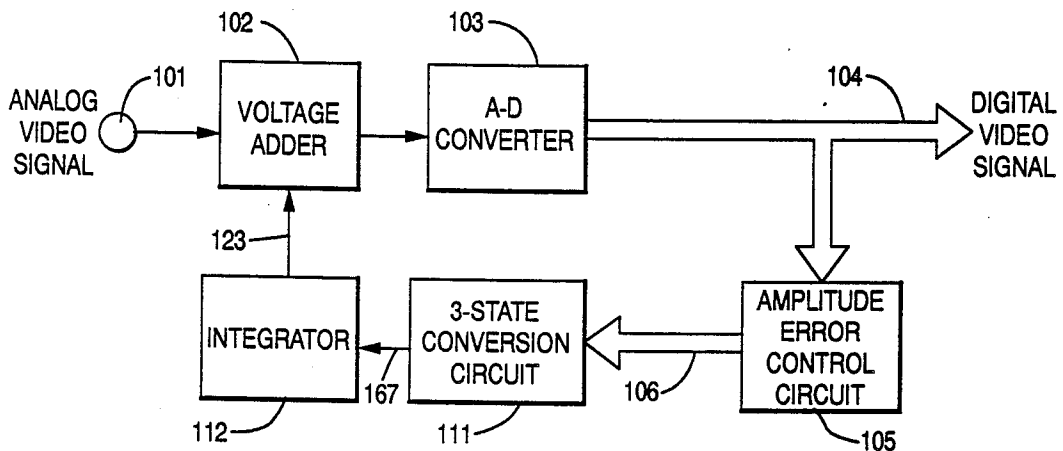 102
103
101
104
ANALOG
VIDEO
SIGNAL
VOLTAGE
ADDER
A-D
CONVERTER
DIGITAL
VIDEO
SIGNAL
123
INTEGRATOR
3-STATE
CONVERSION
CIRCUIT
AMPLITUDE
ERROR
CONTROL
CIRCUIT
167
106
112
111
105